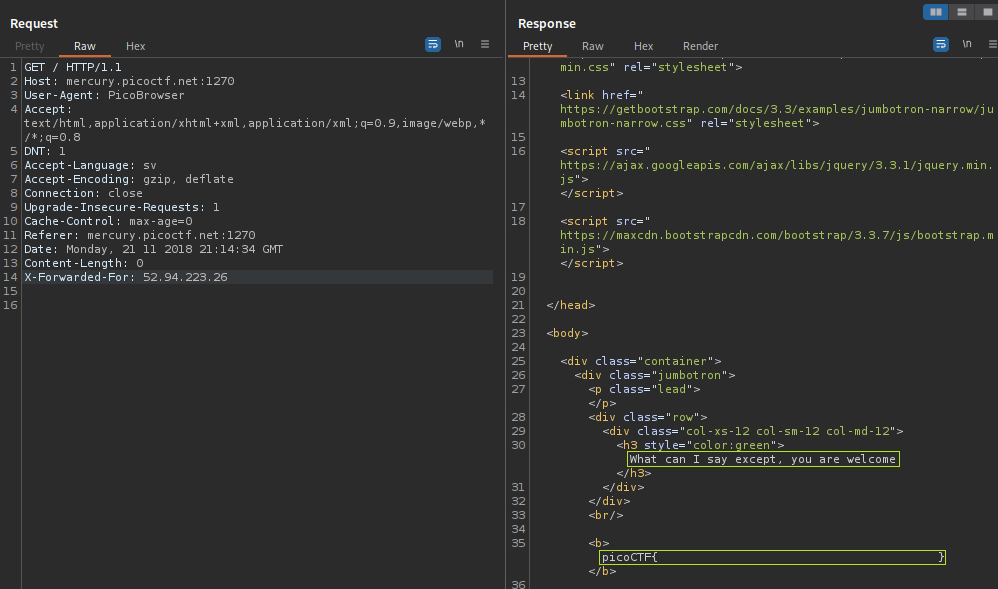 Request
Pretty Raw Hex
\n
1 GET / HTTP/1.1
2 Host: mercury.picoctf.net:1270
3 User-Agent: PicoBrowser
4 Accept:
text/html,application/xhtml+xml,application/xml;q=0.9,image/webp,*
/*;q=0.8
5 DNT: 1
6 Accept-Language: sv
7 Accept-Encoding: gzip, deflate
8 Connection: close
9 Upgrade-Insecure-Requests: 1
10 Cache-Control: max-age=0
11 Referer: mercury.picoctf.net:1270
12 Date: Monday, 21 11 2018 21:14:34 GMT
13 Content-Length: 0
14 X-Forwarded-For: 52.94.223.26
15
16
Response
Pretty Raw Hex Render
\n
min.css" rel="stylesheet">
13
14 <link href="
https://getbootstrap.com/docs/3.3/examples/jumbotron-narrow/ju
mbotron-narrow.css" rel="stylesheet">
15
16 <script src="
https://ajax.googleapis.com/ajax/libs/jquery/3.3.1/jquery.min.
js">
</script>
17
18 <script src="
https://maxcdn.bootstrapcdn.com/bootstrap/3.3.7/js/bootstrap.m
in.js">
</script>
19
20
21 </head>
22
23 <body>
24
25 <div class="container">
26 <div class="jumbotron">
27 <p class="lead">
</p>
28 <div class="row">
29 <div class="col-xs-12 col-sm-12 col-md-12">
30 <h3 style="color:green">
What can I say except, you are welcome
</h3>
31 </div>
32 </div>
33 <br/>
34
35 <b>
picoCTF{ }
</b>
36